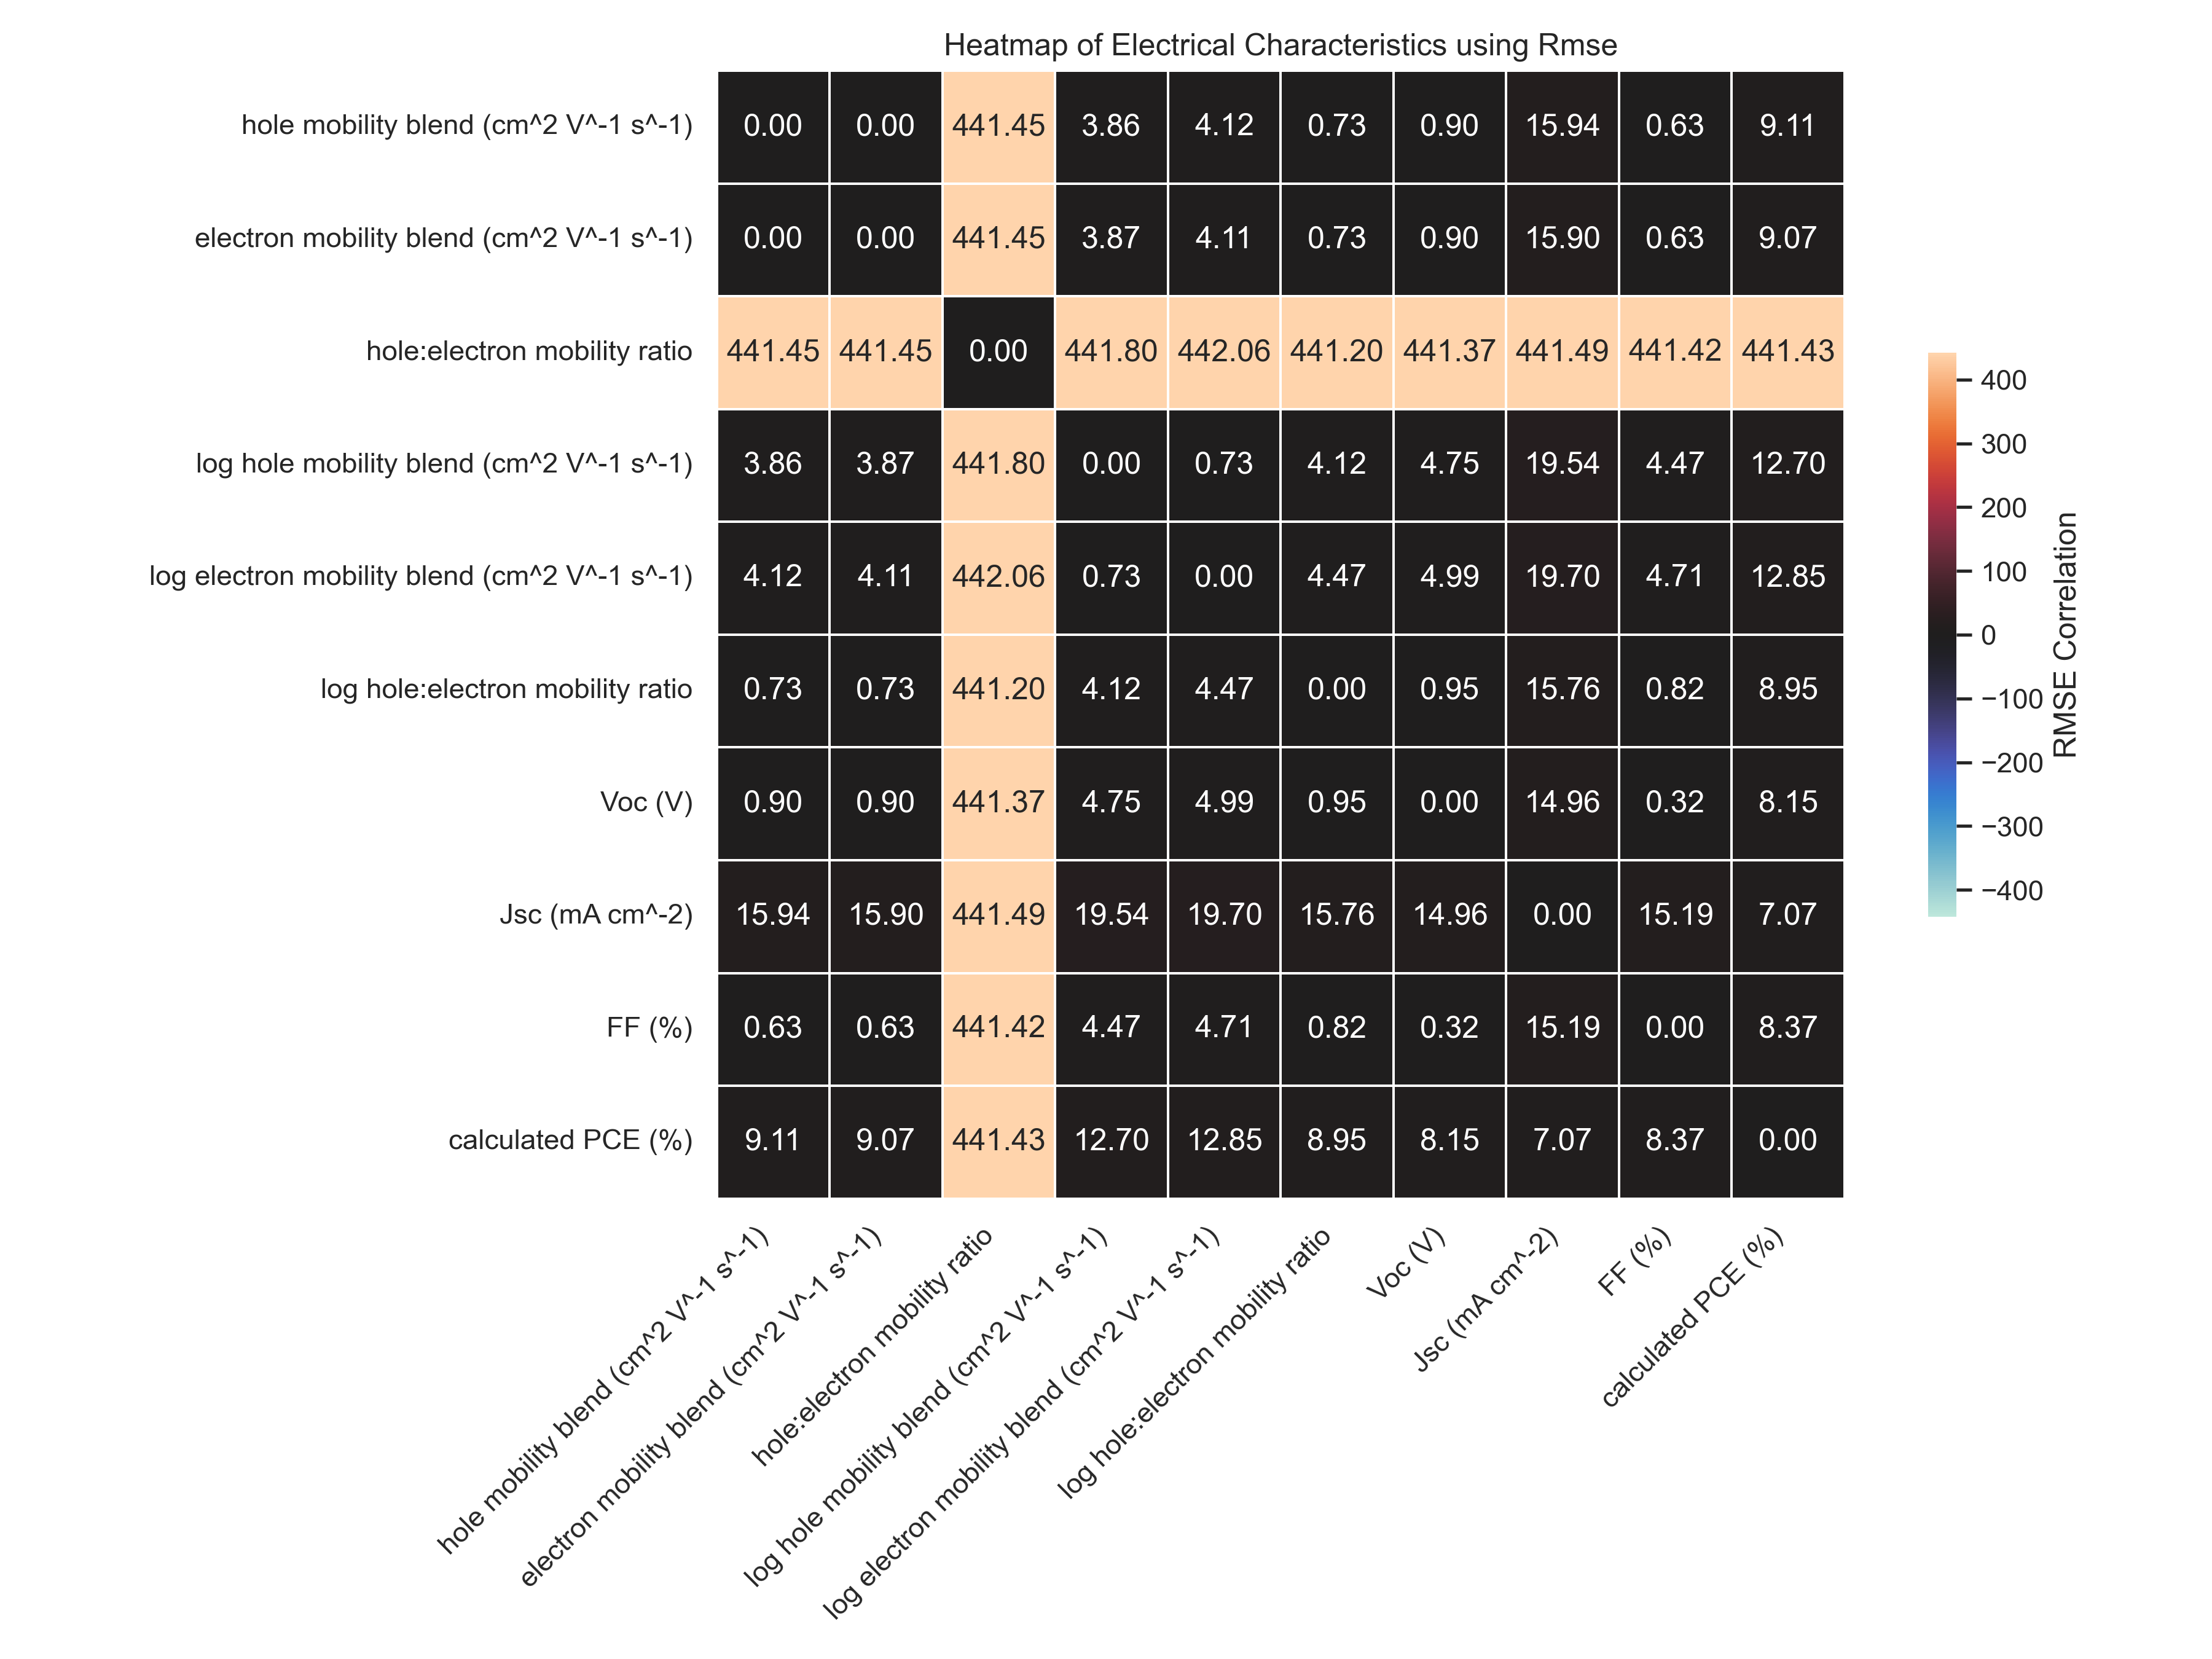 Heatmap of Electrical Characteristics using Rmse
hole mobility blend (cm^2 V^-1 s^-1) 0.00 0.00 441.45 3.86 4.12 0.73 0.90 15.94 0.63 9.11
electron mobility blend (cm^2 V^-1 s^-1) 0.00 0.00 441.45 3.87 4.11 0.73 0.90 15.90 0.63 9.07
hole:electron mobility ratio 441.45 441.45 0.00 441.80 442.06 441.20 441.37 441.49 441.42 441.43
log hole mobility blend (cm^2 V^-1 s^-1) 3.86 3.87 441.80 0.00 0.73 4.12 4.75 19.54 4.47 12.70
log electron mobility blend (cm^2 V^-1 s^-1) 4.12 4.11 442.06 0.73 0.00 4.47 4.99 19.70 4.71 12.85
log hole:electron mobility ratio 0.73 0.73 441.20 4.12 4.47 0.00 0.95 15.76 0.82 8.95
Voc (V) 0.90 0.90 441.37 4.75 4.99 0.95 0.00 14.96 0.32 8.15
Jsc (mA cm^-2) 15.94 15.90 441.49 19.54 19.70 15.76 14.96 0.00 15.19 7.07
FF (%) 0.63 0.63 441.42 4.47 4.71 0.82 0.32 15.19 0.00 8.37
calculated PCE (%) 9.11 9.07 441.43 12.70 12.85 8.95 8.15 7.07 8.37 0.00
hole mobility blend (cm^2 V^-1 s^-1)
electron mobility blend (cm^2 V^-1 s^-1)
hole:electron mobility ratio
log hole mobility blend (cm^2 V^-1 s^-1)
log electron mobility blend (cm^2 V^-1 s^-1)
log hole:electron mobility ratio
Voc (V)
Jsc (mA cm^-2)
FF (%)
calculated PCE (%)
400
300
200
100
0
−100
−200
−300
−400
RMSE Correlation